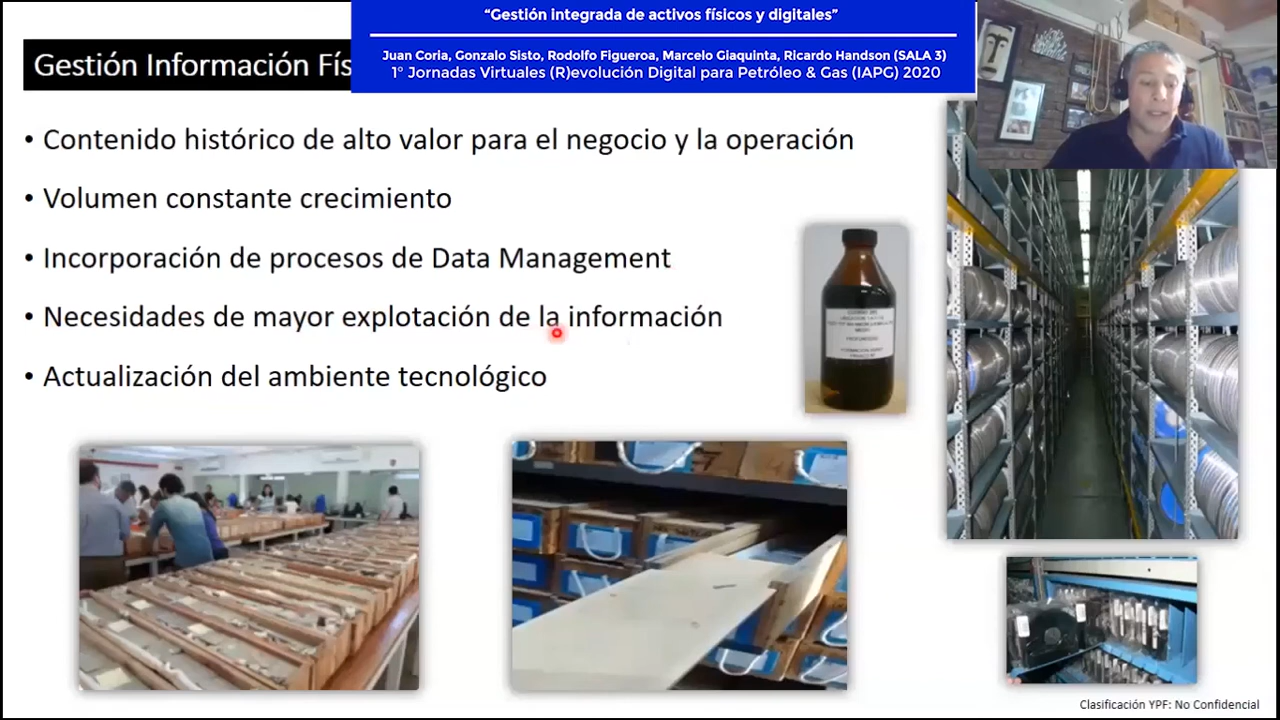 “Gestión integrada de activos físicos y digitales”
Juan Coria, Gonzalo Sisto, Rodolfo Figueroa, Marcelo Giaquinta, Ricardo Handson (SALA 3)
1° Jornadas Virtuales (R)evolución Digital para Petróleo & Gas (IAPG) 2020
Gestión Información Fís
• Contenido histórico de alto valor para el negocio y la operación
• Volumen constante crecimiento
• Incorporación de procesos de Data Management
• Necesidades de mayor explotación de la información
• Actualización del ambiente tecnológico
Clasificación YPF: No Confidencial